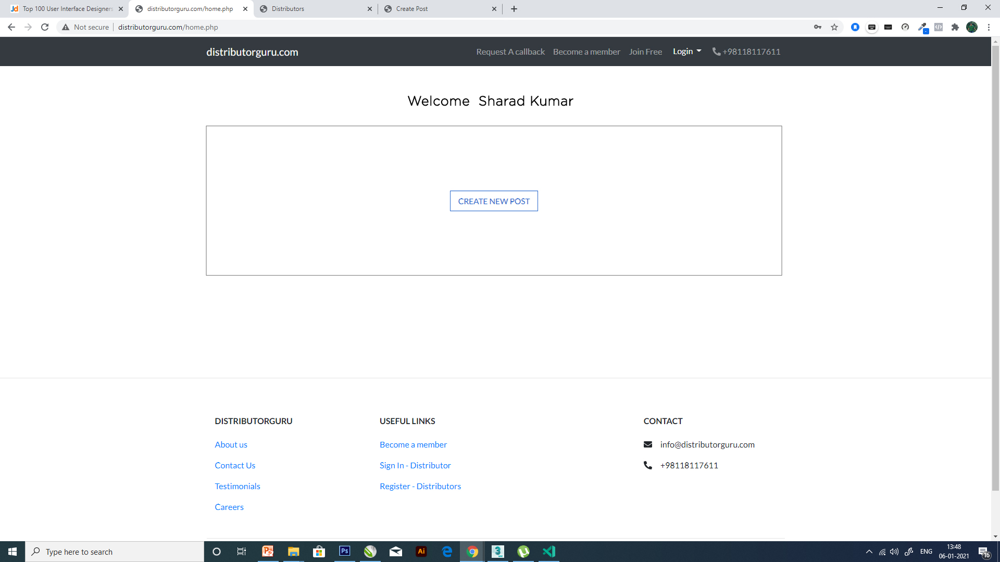 Top 100 User Interface Designers
distributorguru.com/home.php
Distributors
Create Post
Not secure
distributorguru.com/home.php
distributorguru.com
Request A callback
Become a member
Join Free
Login
+98118117611
Welcome Sharad Kumar
CREATE NEW POST
DISTRIBUTORGURU
About us
Contact Us
Testimonials
Careers
USEFUL LINKS
Become a member
Sign In - Distributor
Register - Distributors
CONTACT
info@distributorguru.com
+98118117611
Type here to search
Ps
Ai
ENG
13:48
06-01-2021
16